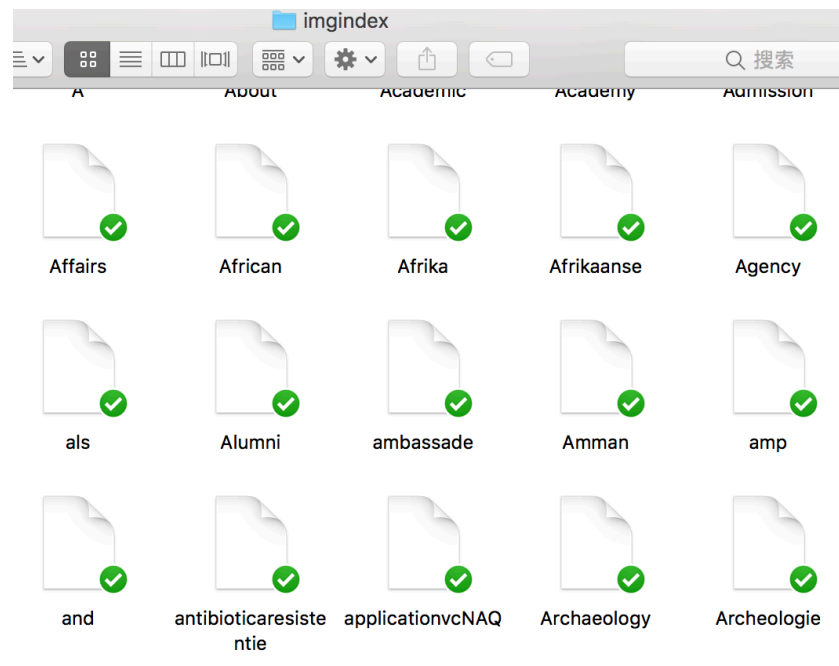 imgindex
搜索
A About Academic Academy Admission
Affairs African Afrika Afrikaanse Agency
als Alumni ambassade Amman amp
and antibioticaresiste applicationvcNAQ Archaeology Archeologie
ntie